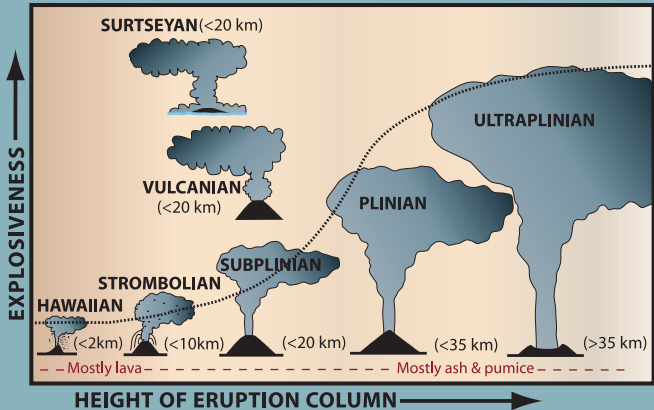 SURTSEYAN (<20 km)
ULTRAPLINIAN
VULCANIAN
(<20 km)
PLINIAN
SUBPLINIAN
STROMBOLIAN
HAWAIIAN
(<2km)
(<10km)
(<20 km)
(<35 km)
(>35 km)
Mostly lava
Mostly ash & pumice
EXPLOSIVENESS
HEIGHT OF ERUPTION COLUMN